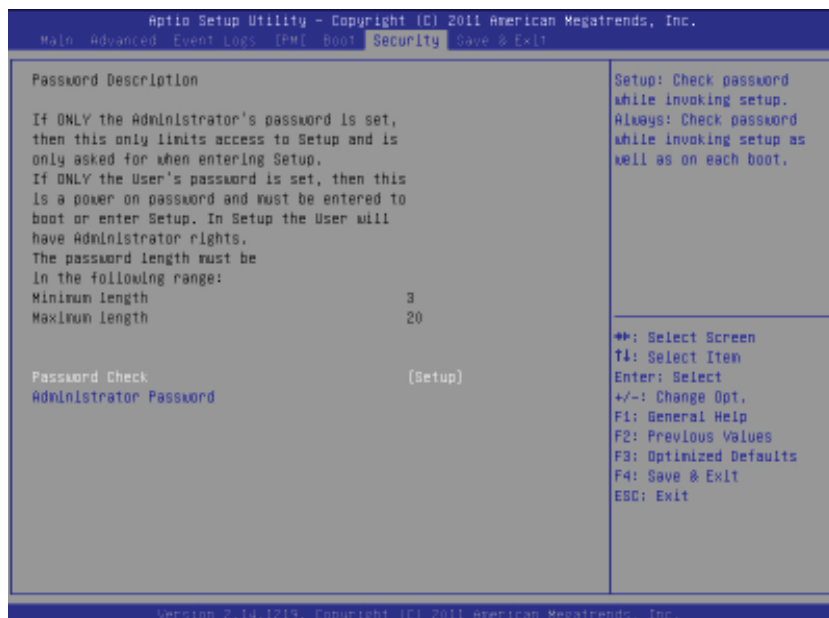 Aptio Setup Utility - Copyright (C) 2011 American Megatrends, Inc.
Main Advanced Event Logs IPMI Boot Security Save & Exit
Password Description
If ONLY the Administrator's password is set,
then this only limits access to Setup and is
only asked for when entering Setup.
If ONLY the User's password is set, then this
is a power on password and must be entered to
boot or enter Setup. In Setup the User will
have Administrator rights.
The password length must be
in the following range:
Minimum length 3
Maximum length 20
Password Check [Setup]
Administrator Password
Setup: Check password
while invoking setup.
Always: Check password
while invoking setup as
well as on each boot.
→←: Select Screen
↑↓: Select Item
Enter: Select
+/-: Change Opt.
F1: General Help
F2: Previous Values
F3: Optimized Defaults
F4: Save & Exit
ESC: Exit
Version 2.14.1219. Copyright (C) 2011 American Megatrends, Inc.